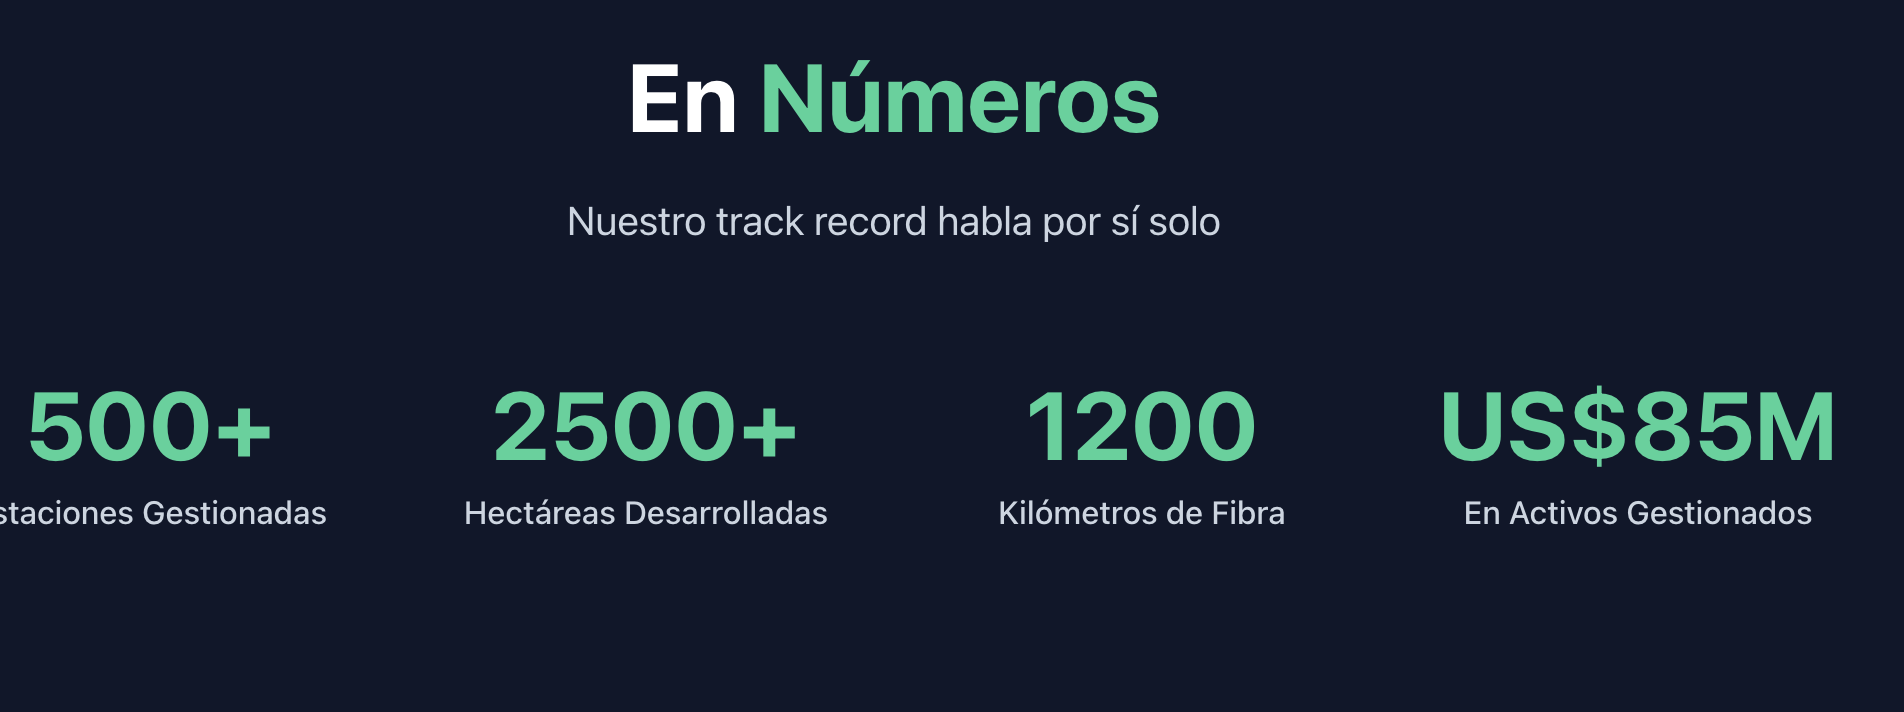 En Números
Nuestro track record habla por sí solo
500+ 2500+ 1200 US$85M
Gestionadas Hectáreas Desarrolladas Kilómetros de Fibra En Activos Gestionados